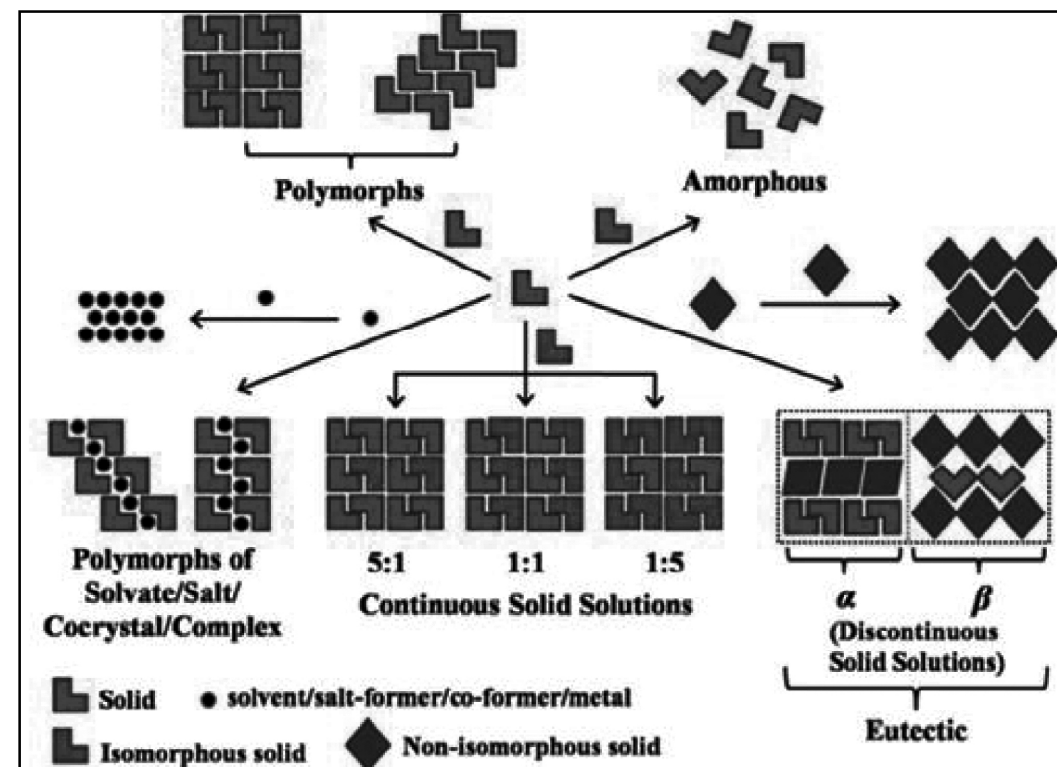 Polymorphs
Amorphous
Polymorphs of
Solvate/Salt/
Cocrystal/Complex
5:1 1:1 1:5
Continuous Solid Solutions
α β
(Discontinuous
Solid Solutions)
Eutectic
Solid
solvent/salt-former/co-former/metal
Isomorphous solid
Non-isomorphous solid